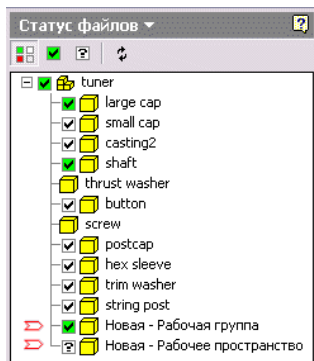 Статус файлов
tuner
large cap
small cap
casting2
shaft
thrust washer
button
screw
postcap
hex sleeve
trim washer
string post
Новая - Рабочая группа
Новая - Рабочее пространство